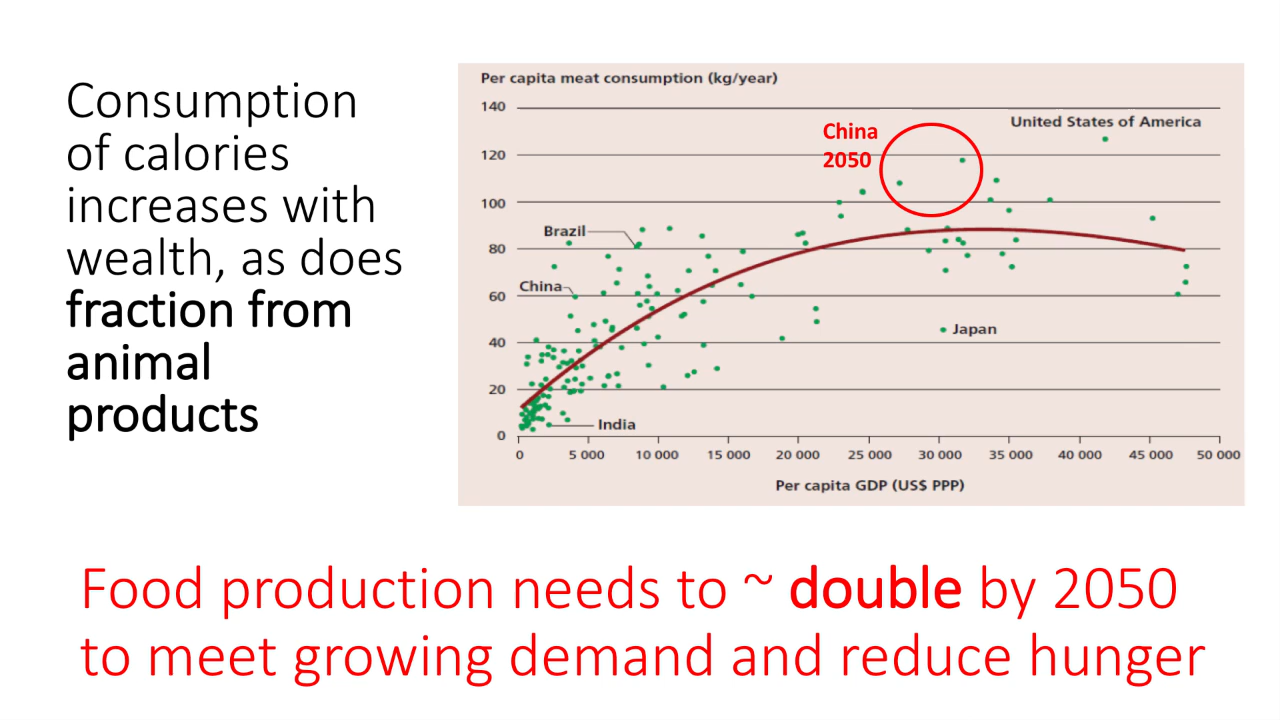 Consumption
of calories
increases with
wealth, as does
fraction from
animal
products
Per capita meat consumption (kg/year)
140
120
100
80
60
40
20
0
China
2050
United States of America
Brazil
China
Japan
India
0
5 000
10 000
15 000
20 000
25 000
30 000
35 000
40 000
45 000
50 000
Per capita GDP (US$ PPP)
Food production needs to ~ double by 2050
to meet growing demand and reduce hunger